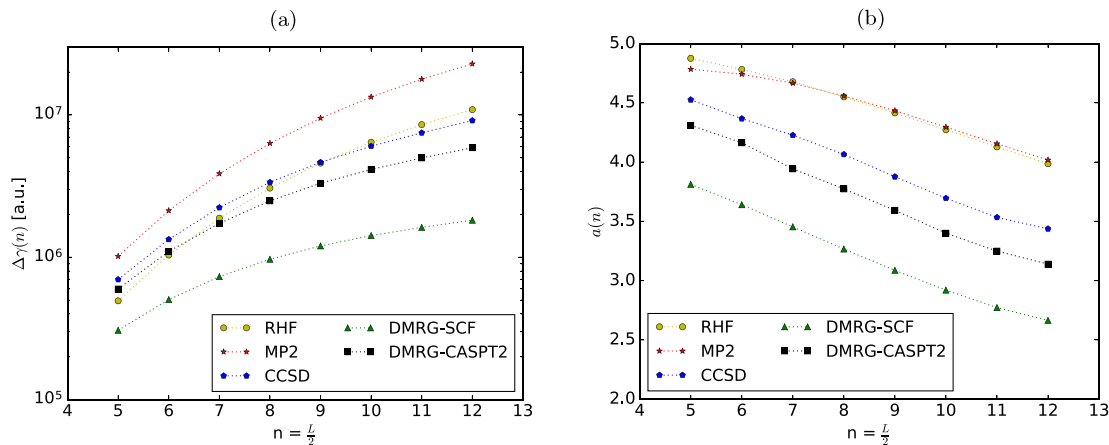 (a)
Δγ(n) [a.u.]
10^7
10^6
10^5
4 5 6 7 8 9 10 11 12 13
n = L/2
RHF
MP2
CCSD
DMRG-SCF
DMRG-CASPT2
(b)
a(n)
5.0
4.5
4.0
3.5
3.0
2.5
2.0
4 5 6 7 8 9 10 11 12 13
n = L/2
RHF
MP2
CCSD
DMRG-SCF
DMRG-CASPT2